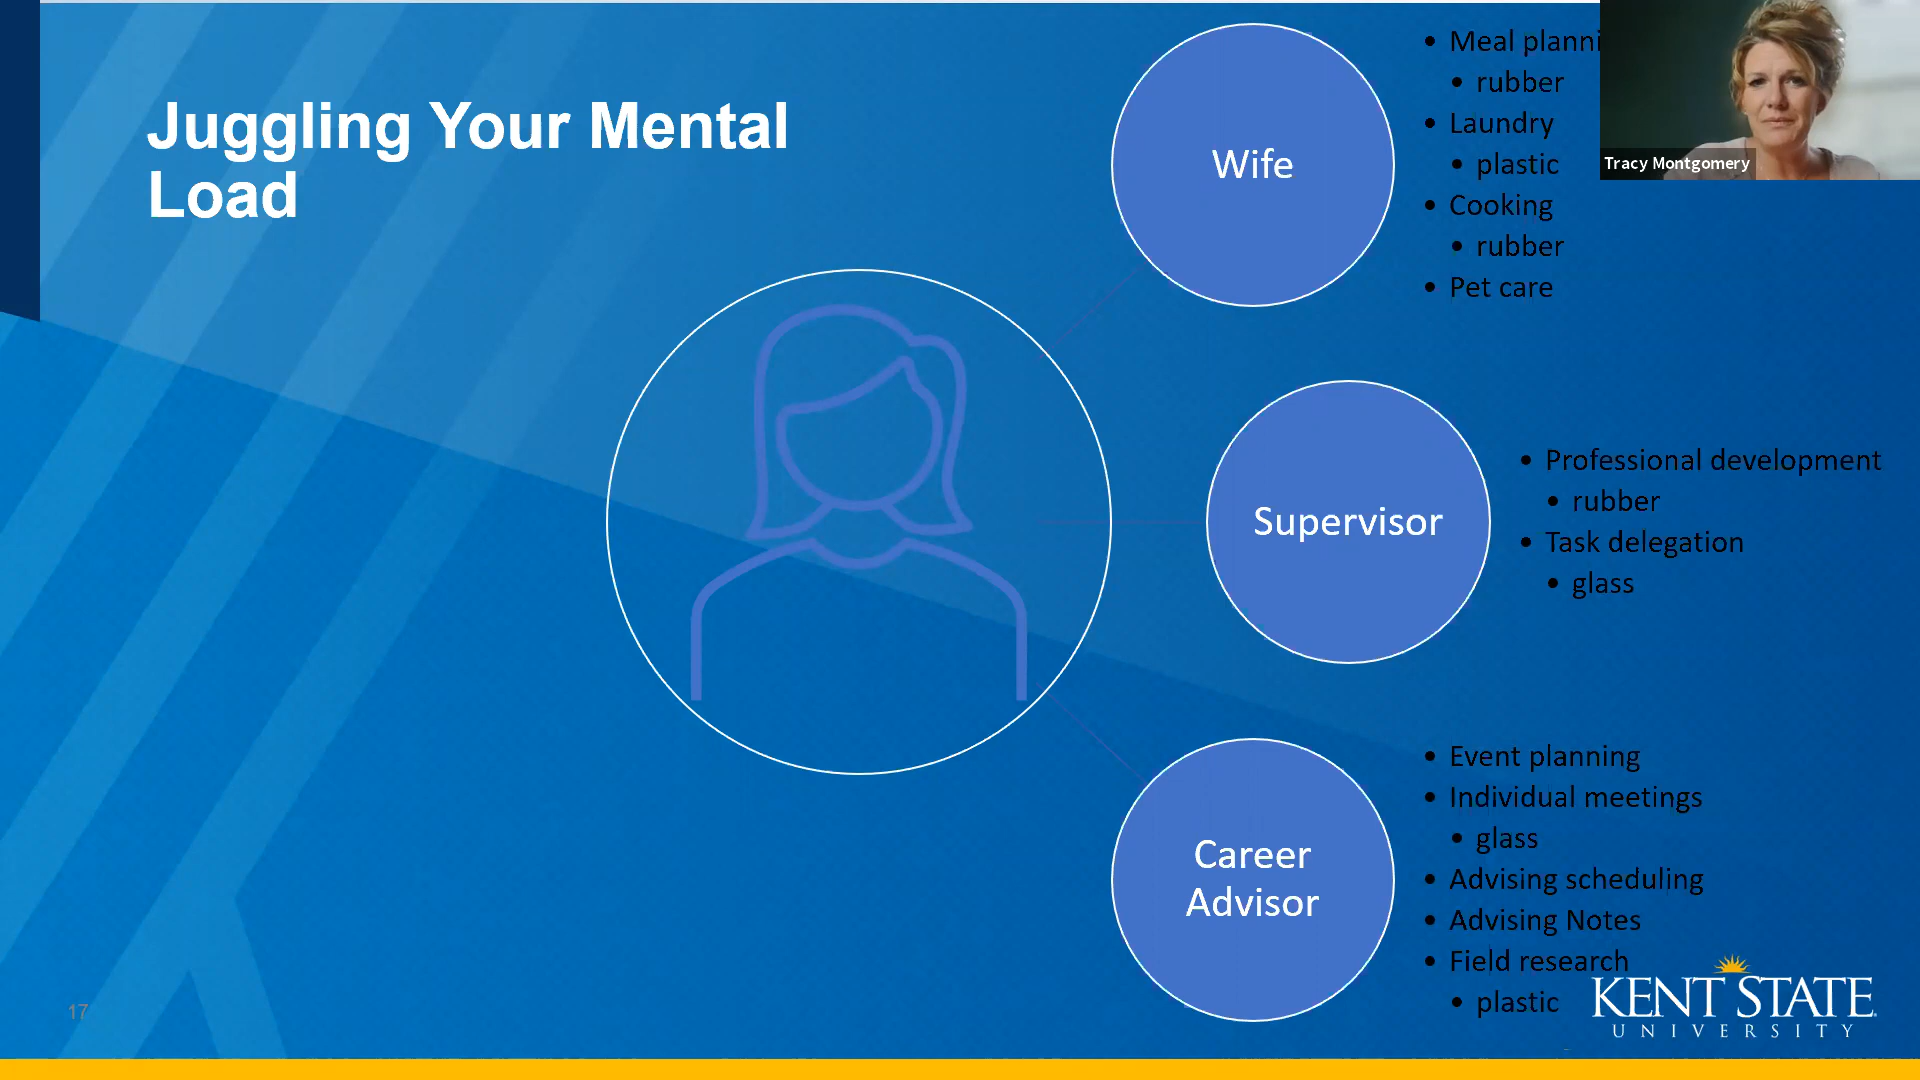 Juggling Your Mental
Load
Wife
• Meal planni
• rubber
• Laundry
• plastic
• Cooking
• rubber
• Pet care
Tracy Montgomery
Supervisor
• Professional development
• rubber
• Task delegation
• glass
Career
Advisor
• Event planning
• Individual meetings
• glass
• Advising scheduling
• Advising Notes
• Field research
• plastic
17
KENT STATE
UNIVERSITY